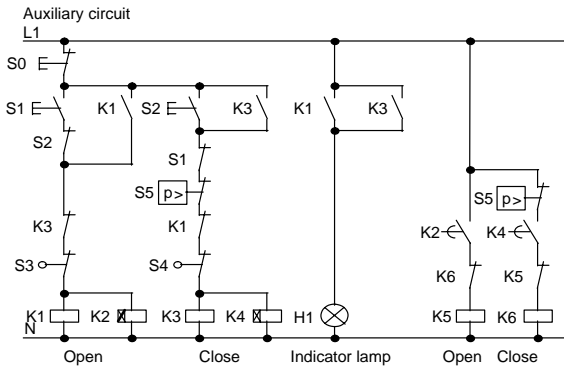 Auxiliary circuit
L1
S0
S1 K1 S2 K3 K1 K3
S2
S1
S5 p> S5 p>
K3 K1 K2 K4
S3 S4 K6 K5
K1 K2 K3 K4 H1 K5 K6
N
Open Close Indicator lamp Open Close